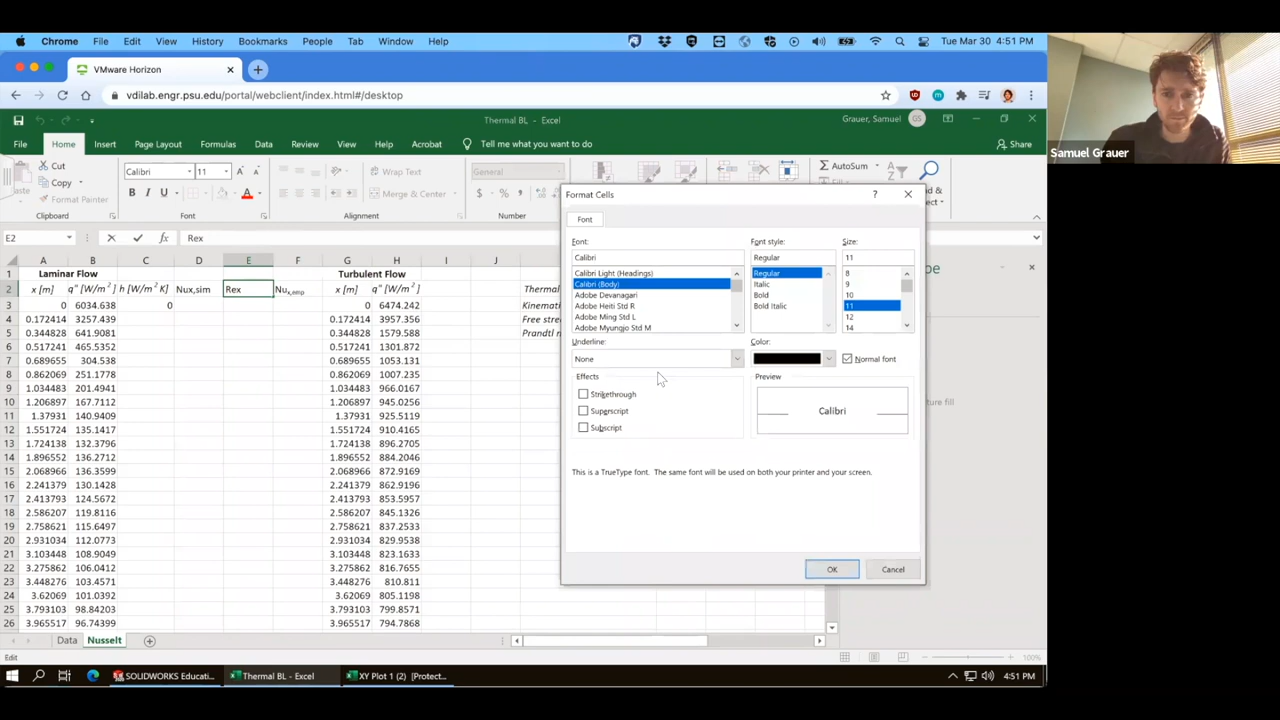 Chrome File Edit View History Bookmarks People Tab Window Help Tue Mar 30 4:51 PM
VMware Horizon
vdilab.engr.psu.edu/portal/webclient/index.html#/desktop
Thermal BL - Excel Grauer, Samuel GS
File Home Insert Page Layout Formulas Data Review View Help Acrobat Tell me what you want to do Share
Cut
Copy
Format Painter
Paste
Clipboard
Calibri 11
B I U
Font
Wrap Text
Merge & Center
Alignment
General
$ % ,
Number
AutoSum
E2 fx Rex
A B C D E F G H I J
1 Laminar Flow Turbulent Flow
2 x [m] q" [W/m²] h [W/m² K] Nux,sim Rex Nux,emp x [m] q" [W/m²] Thermal
3 0 6034.638 0 0 6474.242 Kinemati
4 0.172414 3257.439 0.172414 3957.356 Free stre
5 0.344828 641.9081 0.344828 1579.588 Prandtl n
6 0.517241 465.5352 0.517241 1301.872
7 0.689655 304.538 0.689655 1053.131
8 0.862069 251.1778 0.862069 1007.235
9 1.034483 201.4941 1.034483 966.0167
10 1.206897 167.7112 1.206897 945.0256
11 1.37931 140.9409 1.37931 925.5119
12 1.551724 135.1417 1.551724 910.4165
13 1.724138 132.3796 1.724138 896.2705
14 1.896552 136.2712 1.896552 884.2046
15 2.068966 136.3599 2.068966 872.9169
16 2.241379 130.1428 2.241379 862.9196
17 2.413793 124.5672 2.413793 853.5957
18 2.586207 119.8116 2.586207 845.1326
19 2.758621 115.6497 2.758621 837.2533
20 2.931034 112.0773 2.931034 829.9538
21 3.103448 108.9049 3.103448 823.1633
22 3.275862 106.0412 3.275862 816.7655
23 3.448276 103.4571 3.448276 810.811
24 3.62069 101.0392 3.62069 805.1198
25 3.793103 98.84203 3.793103 799.8571
26 3.965517 96.74399 3.965517 794.7868
Format Cells
Font
Font: Font style: Size:
Calibri Regular 11
Calibri Light (Headings) Regular 8
Calibri (Body) Italic 9
Adobe Devanagari Bold 10
Adobe Heiti Std R Bold Italic 11
Adobe Ming Std L 12
Adobe Myungjo Std M 14
Underline: Color:
None Normal font
Effects Preview
Strikethrough
Superscript
Subscript
Calibri
This is a TrueType font. The same font will be used on both your printer and your screen.
OK Cancel
ture fill
Data Nusselt
Edit 100%
SOLIDWORKS Educati... Thermal BL - Excel XY Plot 1 (2) [Protect... 4:51 PM
Samuel Grauer